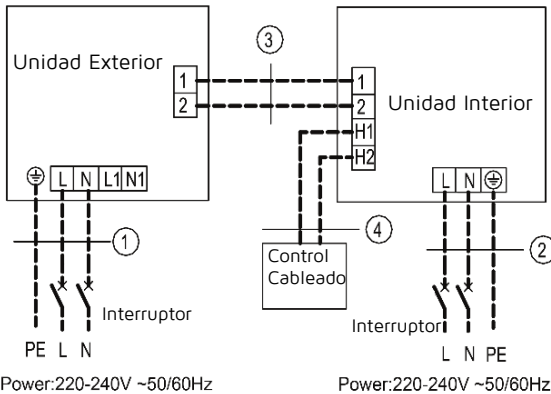 3
Unidad Exterior
1
2
1
2
H1
H2
Unidad Interior
L N L1 N1
L N
1
4
2
Control
Cableado
Interruptor
Interruptor
PE L N
L N PE
Power:220-240V ~50/60Hz
Power:220-240V ~50/60Hz